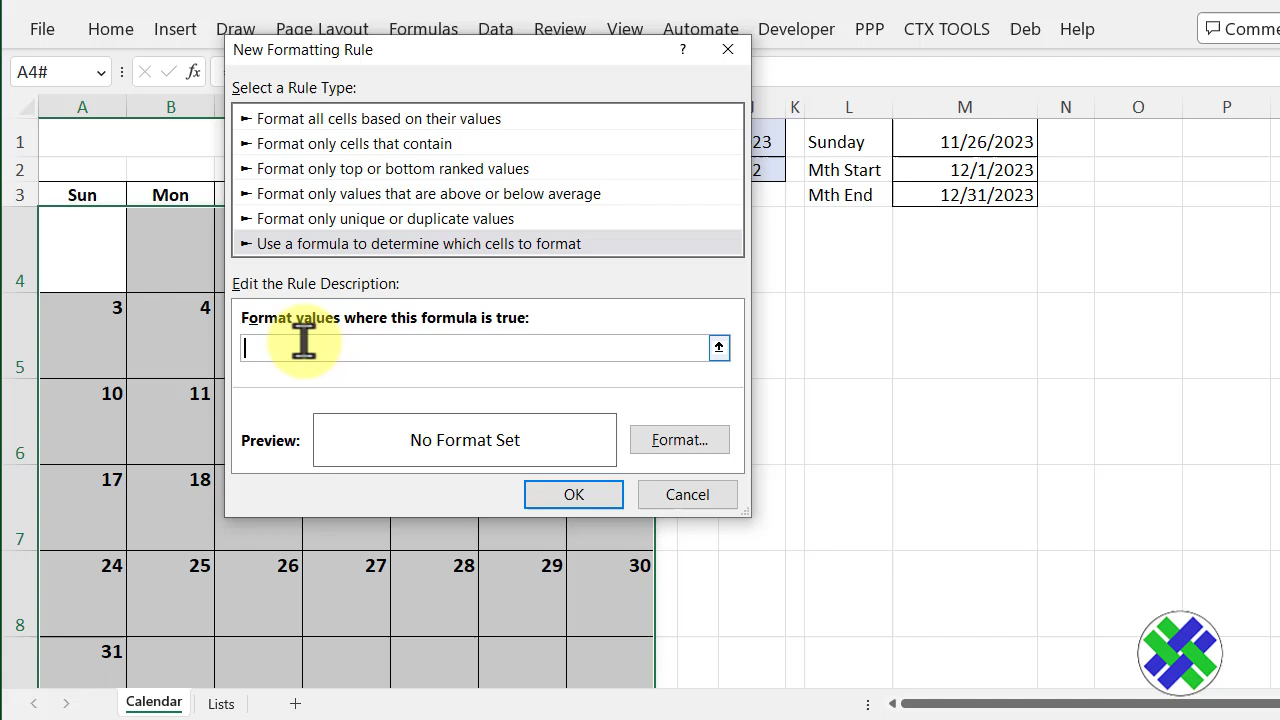 File Home Insert Draw Page Layout Formulas Data Review View Automate Developer PPP CTX TOOLS Deb Help
New Formatting Rule ?
A4# fx
Select a Rule Type:
► Format all cells based on their values
► Format only cells that contain
► Format only top or bottom ranked values
► Format only values that are above or below average
► Format only unique or duplicate values
► Use a formula to determine which cells to format
Edit the Rule Description:
Format values where this formula is true:
Preview: No Format Set Format...
OK Cancel
A B K L M N O P
1 23 Sunday 11/26/2023
2 2 Mth Start 12/1/2023
3 Sun Mon Mth End 12/31/2023
4
3 4
5
10 11
6
17 18
7
24 25 26 27 28 29 30
8
31
Calendar Lists +